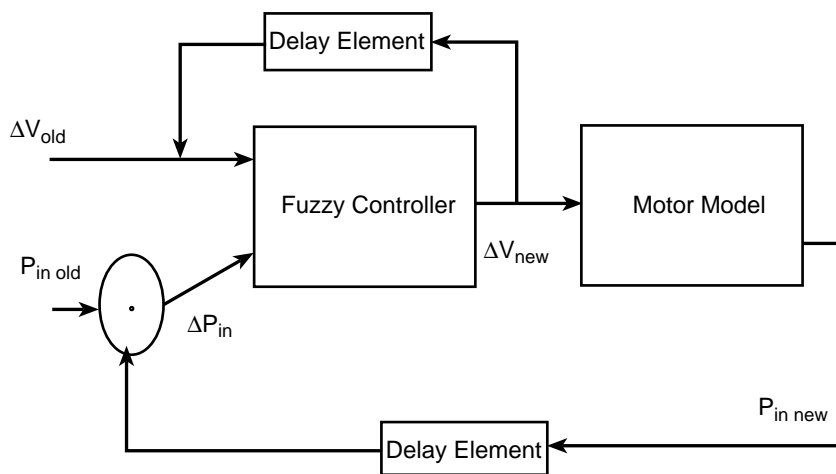 Delay Element
ΔV_old
Fuzzy Controller
Motor Model
ΔV_new
P_in old
ΔP_in
P_in new
Delay Element